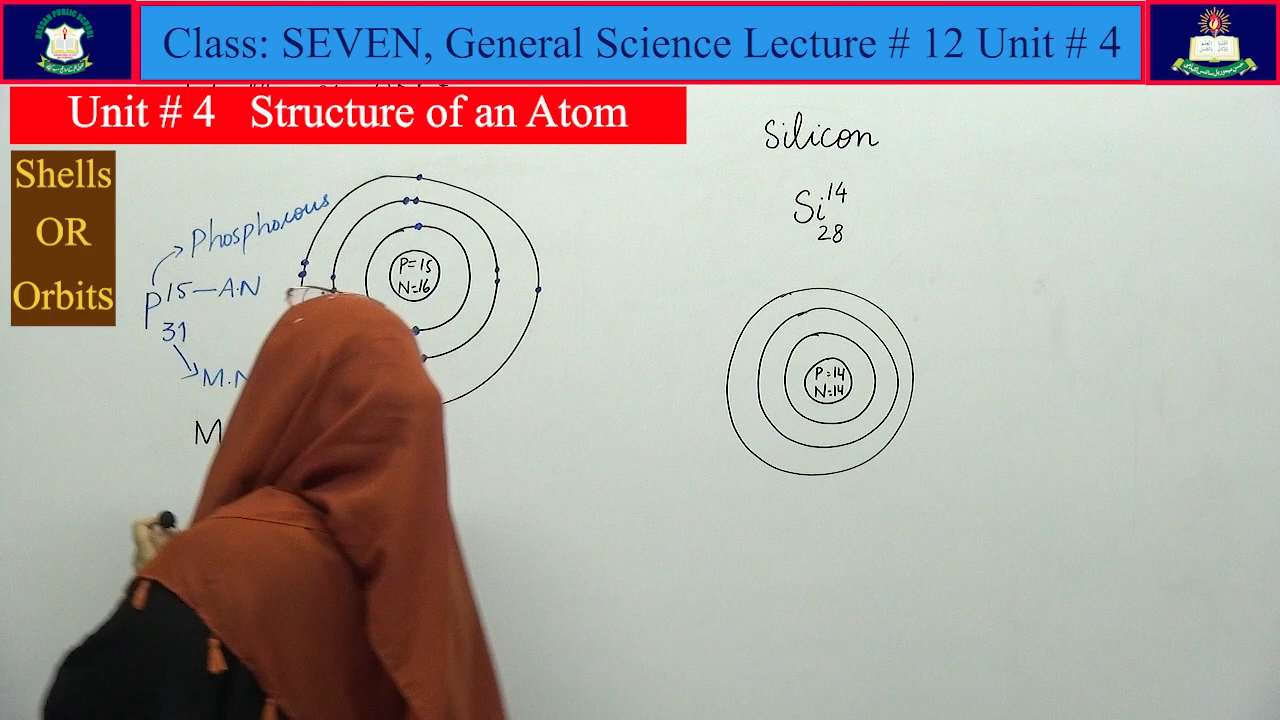 Class: SEVEN, General Science Lecture # 12 Unit # 4
Unit # 4 Structure of an Atom
Shells
OR
Orbits
Phosphorous
P 15 — A.N
31
M.N
P=15
N=16
M
Silicon
Si 14
28
P=14
N=14